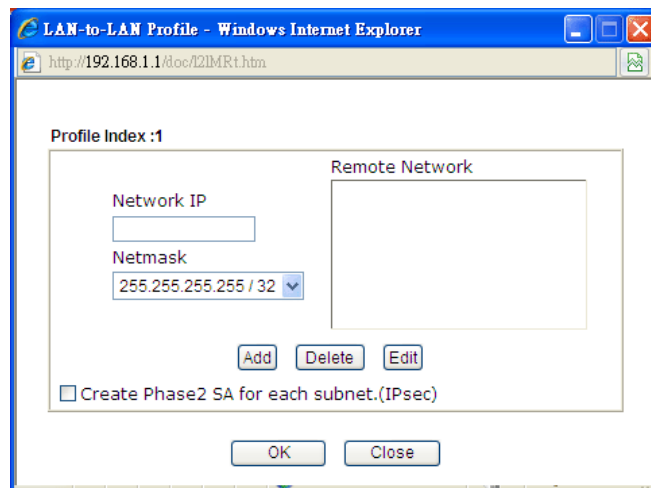 LAN-to-LAN Profile - Windows Internet Explorer
http://192.168.1.1/doc/l2lMRt.htm
Profile Index :1
Remote Network
Network IP
Netmask
255.255.255.255 / 32
Add Delete Edit
Create Phase2 SA for each subnet.(IPsec)
OK Close